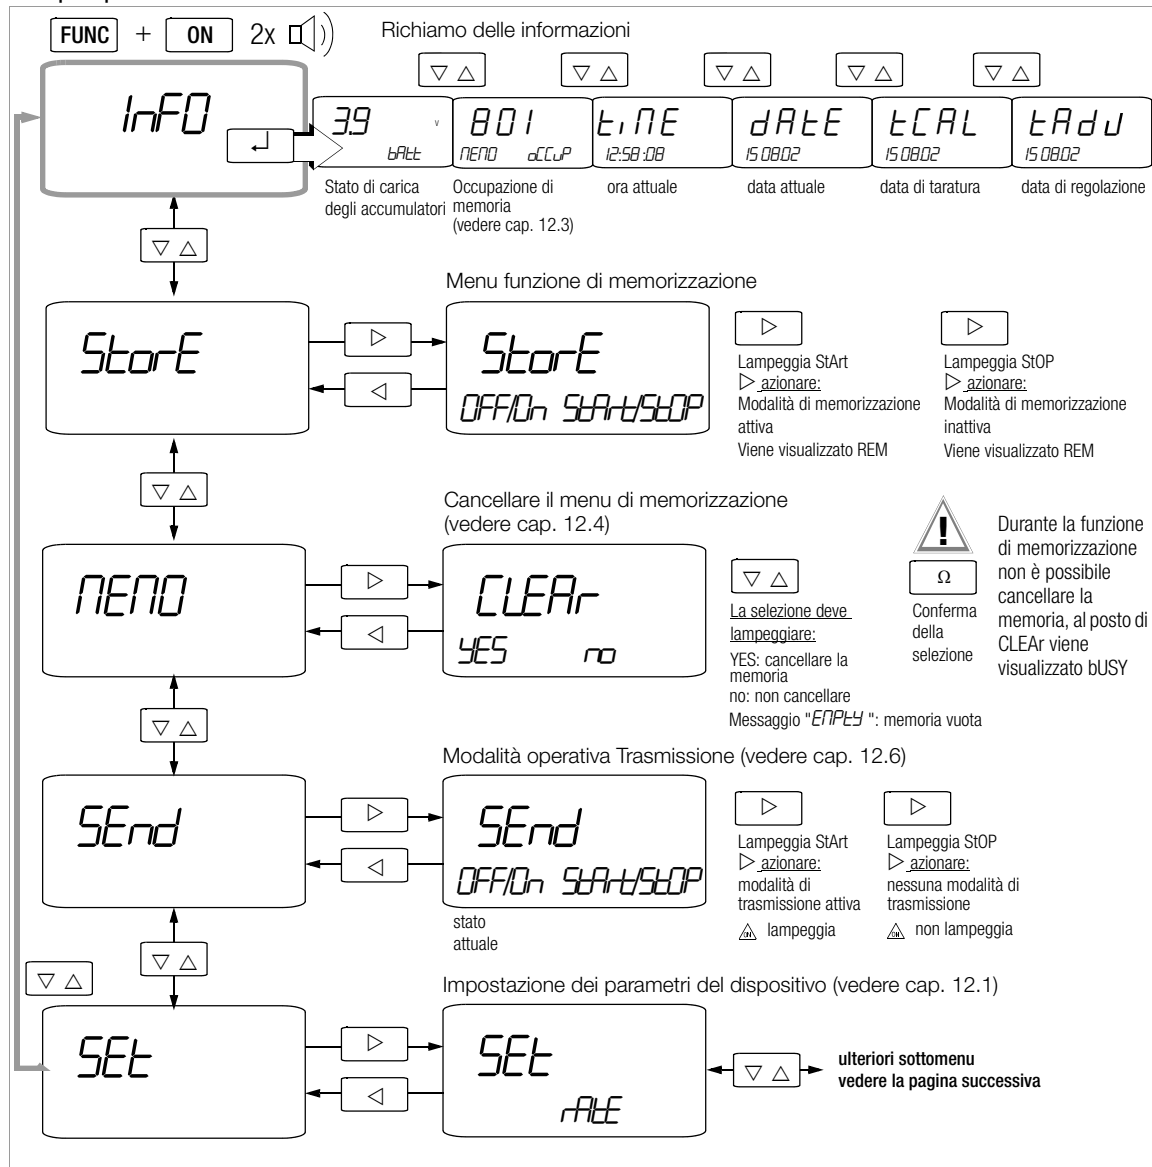 FUNC + ON 2x
Richiamo delle informazioni
InFO
3.9 V
bAtt
801
MEMO oCCuP
tiME
12:58:08
dAtE
15.08.02
tCAL
15.08.02
tAdJ
15.08.02
Stato di carica
degli accumulatori
Occupazione di
memoria
(vedere cap. 12.3)
ora attuale
data attuale
data di taratura
data di regolazione
Menu funzione di memorizzazione
StorE
StorE
OFF/On StArt/StOP
Lampeggia StArt
▷ azionare:
Modalità di memorizzazione
attiva
Viene visualizzato REM
Lampeggia StOP
▷ azionare:
Modalità di memorizzazione
inattiva
Viene visualizzato REM
Cancellare il menu di memorizzazione
(vedere cap. 12.4)
MEMO
CLEAr
YES no
La selezione deve
lampeggiare:
YES: cancellare la
memoria
no: non cancellare
Messaggio "EMPtY ": memoria vuota
!
Ω
Conferma
della
selezione
Durante la funzione
di memorizzazione
non è possibile
cancellare la
memoria, al posto di
CLEAr viene
visualizzato bUSY
Modalità operativa Trasmissione (vedere cap. 12.6)
SEnd
SEnd
OFF/On StArt/StOP
stato
attuale
Lampeggia StArt
▷ azionare:
modalità di
trasmissione attiva
ON lampeggia
Lampeggia StOP
▷ azionare:
nessuna modalità di
trasmissione
ON non lampeggia
Impostazione dei parametri del dispositivo (vedere cap. 12.1)
SEt
SEt
rAtE
ulteriori sottomenu
vedere la pagina successiva